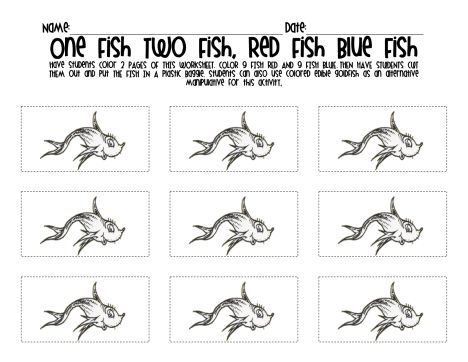 Name: Date:
One Fish Two Fish, Red Fish Blue Fish
Have students color 2 pages of this worksheet. Color 9 fish red and 9 fish blue. Then have students cut
them out and put the fish in a plastic baggie. Students can also use colored edible goldfish as an alternative
manipulative for this activity.